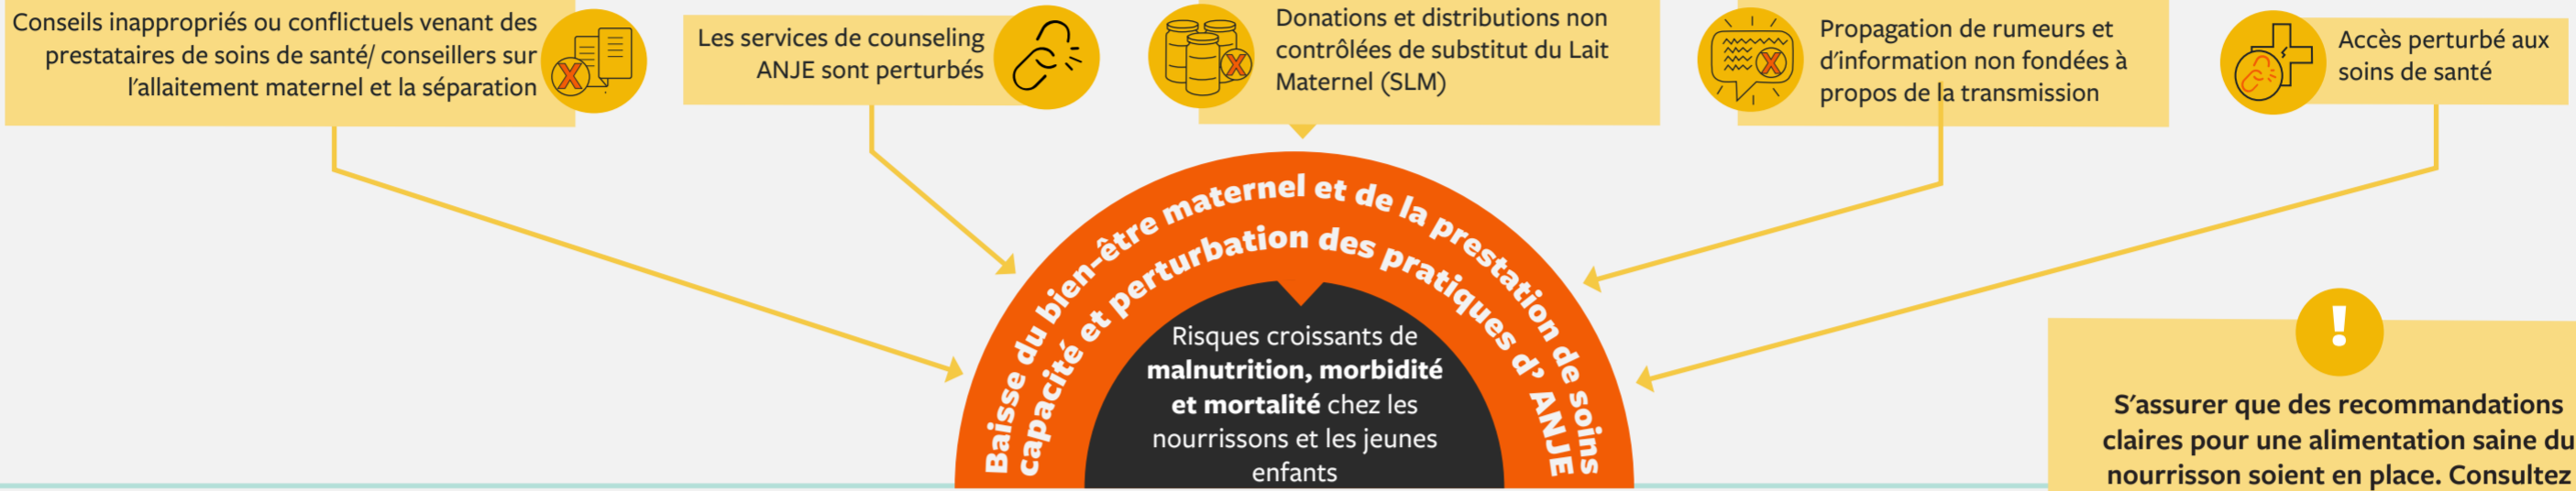 Conseils inappropriés ou conflictuels venant des
prestataires de soins de santé/ conseillers sur
l'allaitement maternel et la séparation
Les services de counseling
ANJE sont perturbés
Donations et distributions non
contrôlées de substitut du Lait
Maternel (SLM)
Propagation de rumeurs et
d'information non fondées à
propos de la transmission
Accès perturbé aux
soins de santé
Baisse du bien-être maternel et de la prestation de soins
capacité et perturbation des pratiques d' ANJE
Risques croissants de
malnutrition, morbidité
et mortalité chez les
nourrissons et les jeunes
enfants
!
S'assurer que des recommandations
claires pour une alimentation saine du
nourrisson soient en place. Consultez